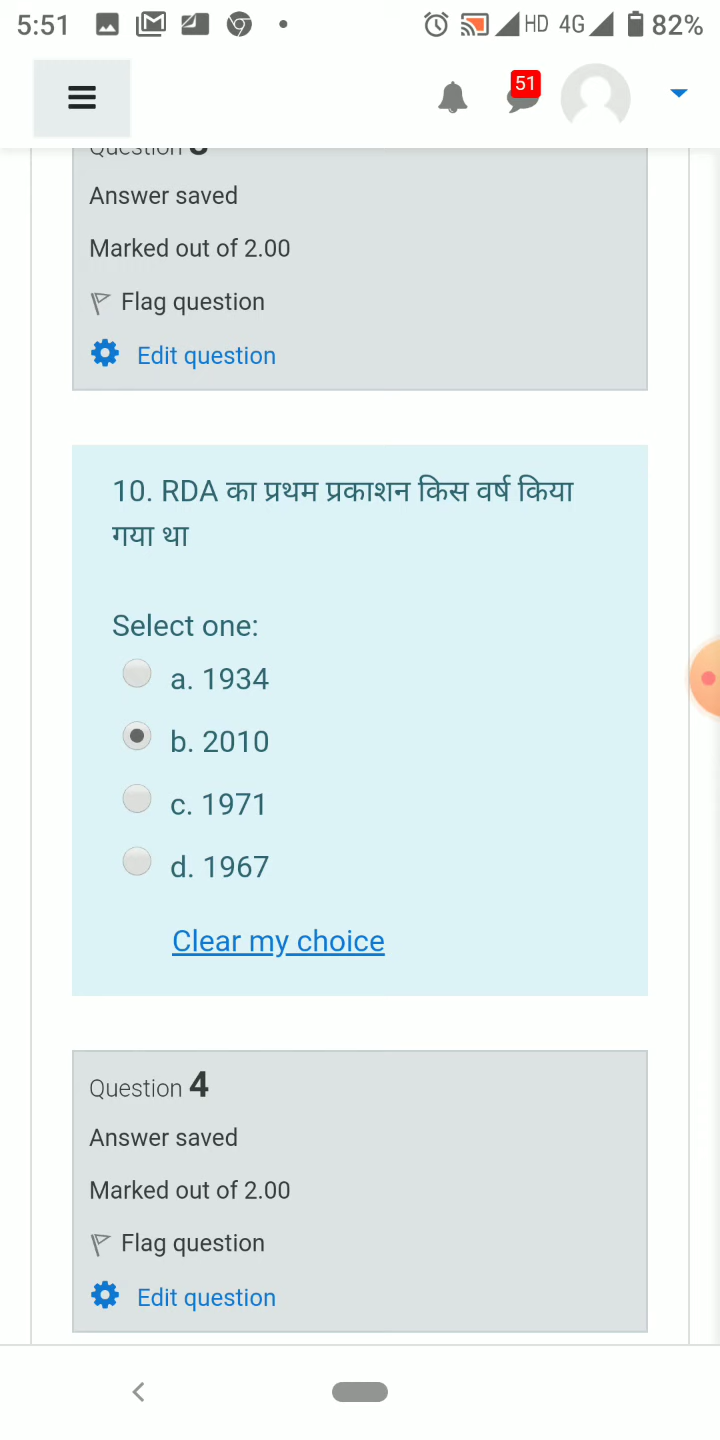 5:51 HD 4G 82%
51
Answer saved
Marked out of 2.00
Flag question
Edit question
10. RDA का प्रथम प्रकाशन किस वर्ष किया
गया था
Select one:
a. 1934
b. 2010
c. 1971
d. 1967
Clear my choice
Question 4
Answer saved
Marked out of 2.00
Flag question
Edit question